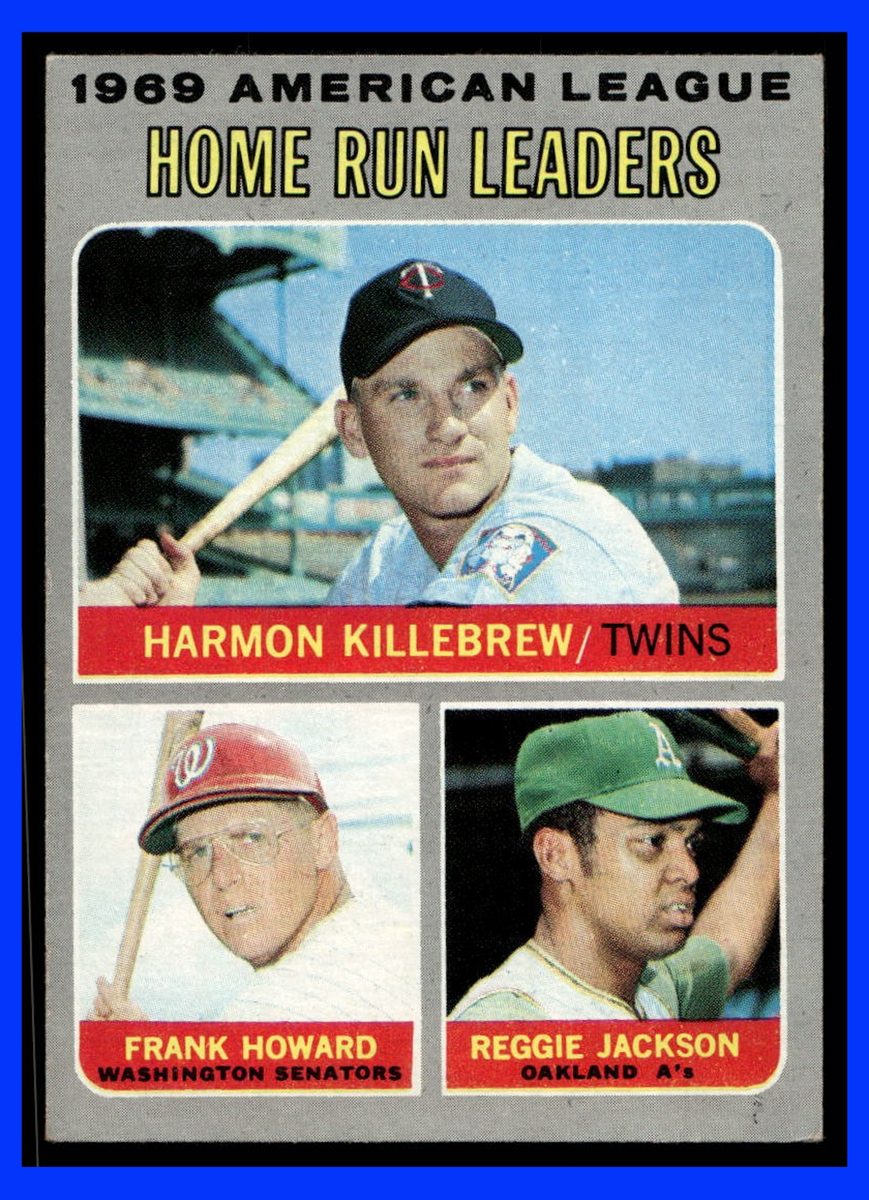 1969 AMERICAN LEAGUE
HOME RUN LEADERS
HARMON KILLEBREW/TWINS
W
A
FRANK HOWARD
WASHINGTON SENATORS
REGGIE JACKSON
OAKLAND A's